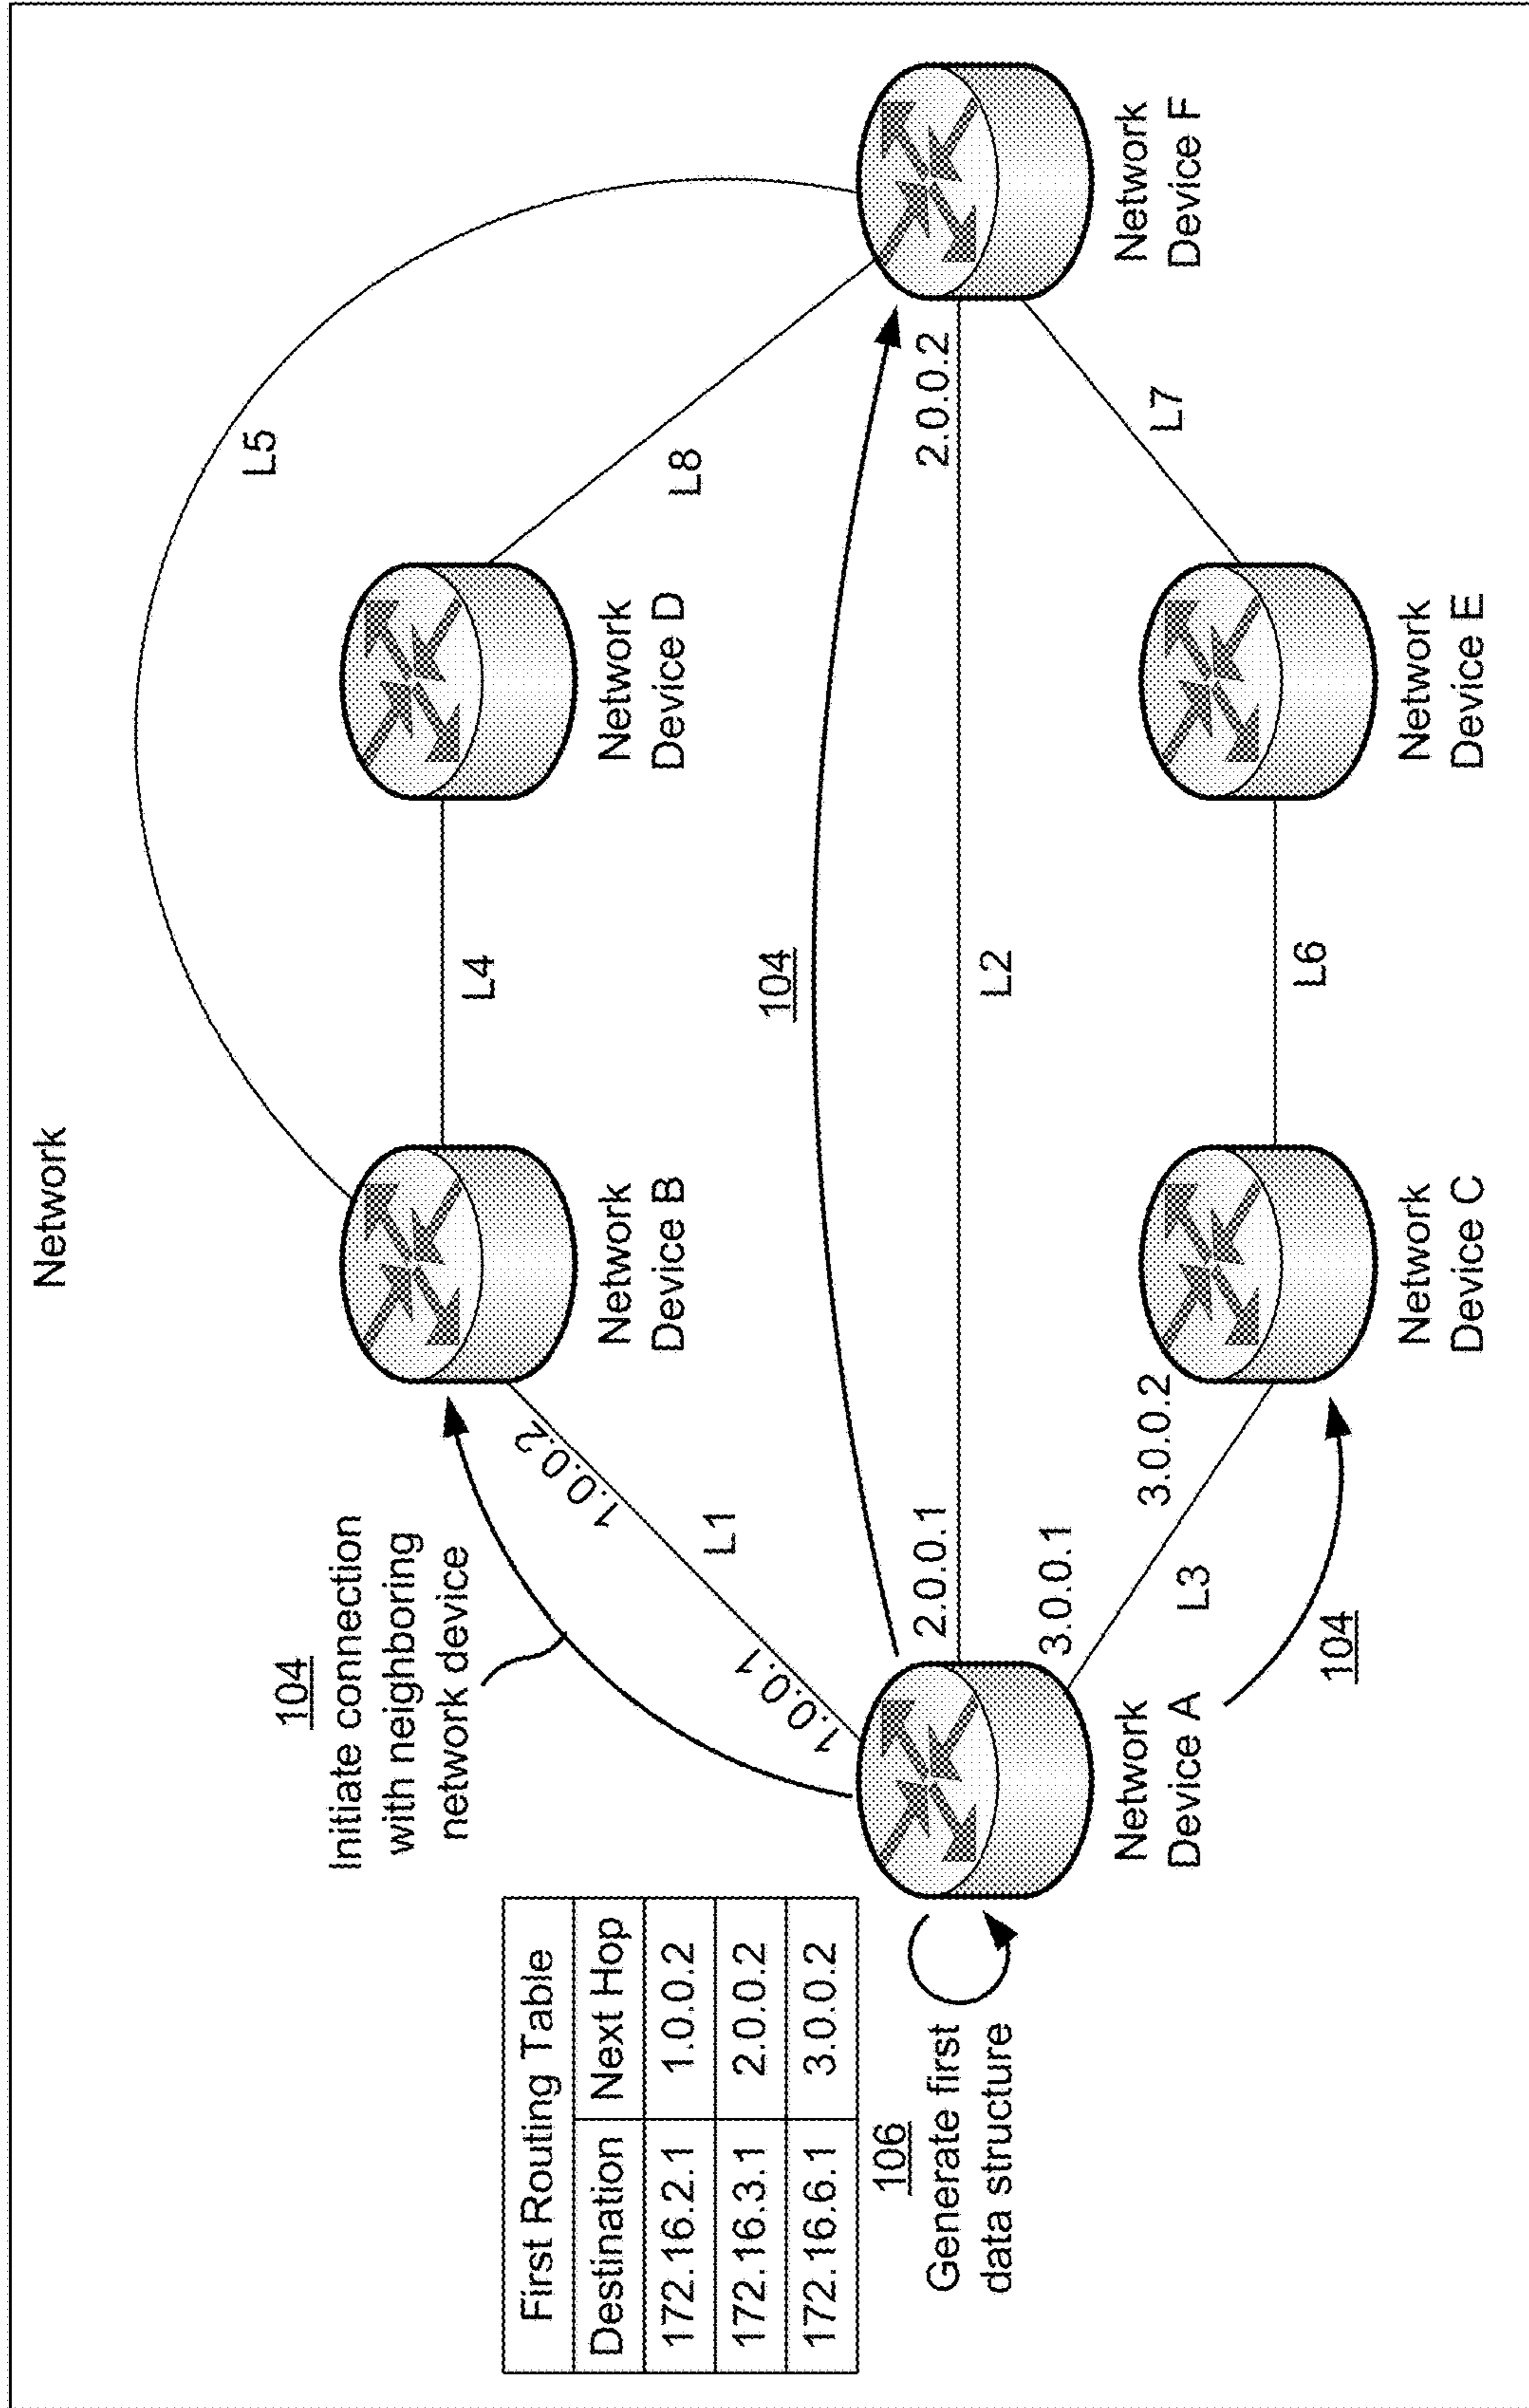 Network
104
Initiate connection
with neighboring
network device
First Routing Table
Destination Next Hop
172.16.2.1 1.0.0.2
172.16.3.1 2.0.0.2
172.16.6.1 3.0.0.2
106
Generate first
data structure
Network
Device A
1.0.0.1
L1
1.0.0.2
Network
Device B
L4
Network
Device D
L5
L8
104
2.0.0.1
L2
2.0.0.2
Network
Device F
3.0.0.1
L3
3.0.0.2
104
Network
Device C
L6
Network
Device E
L7